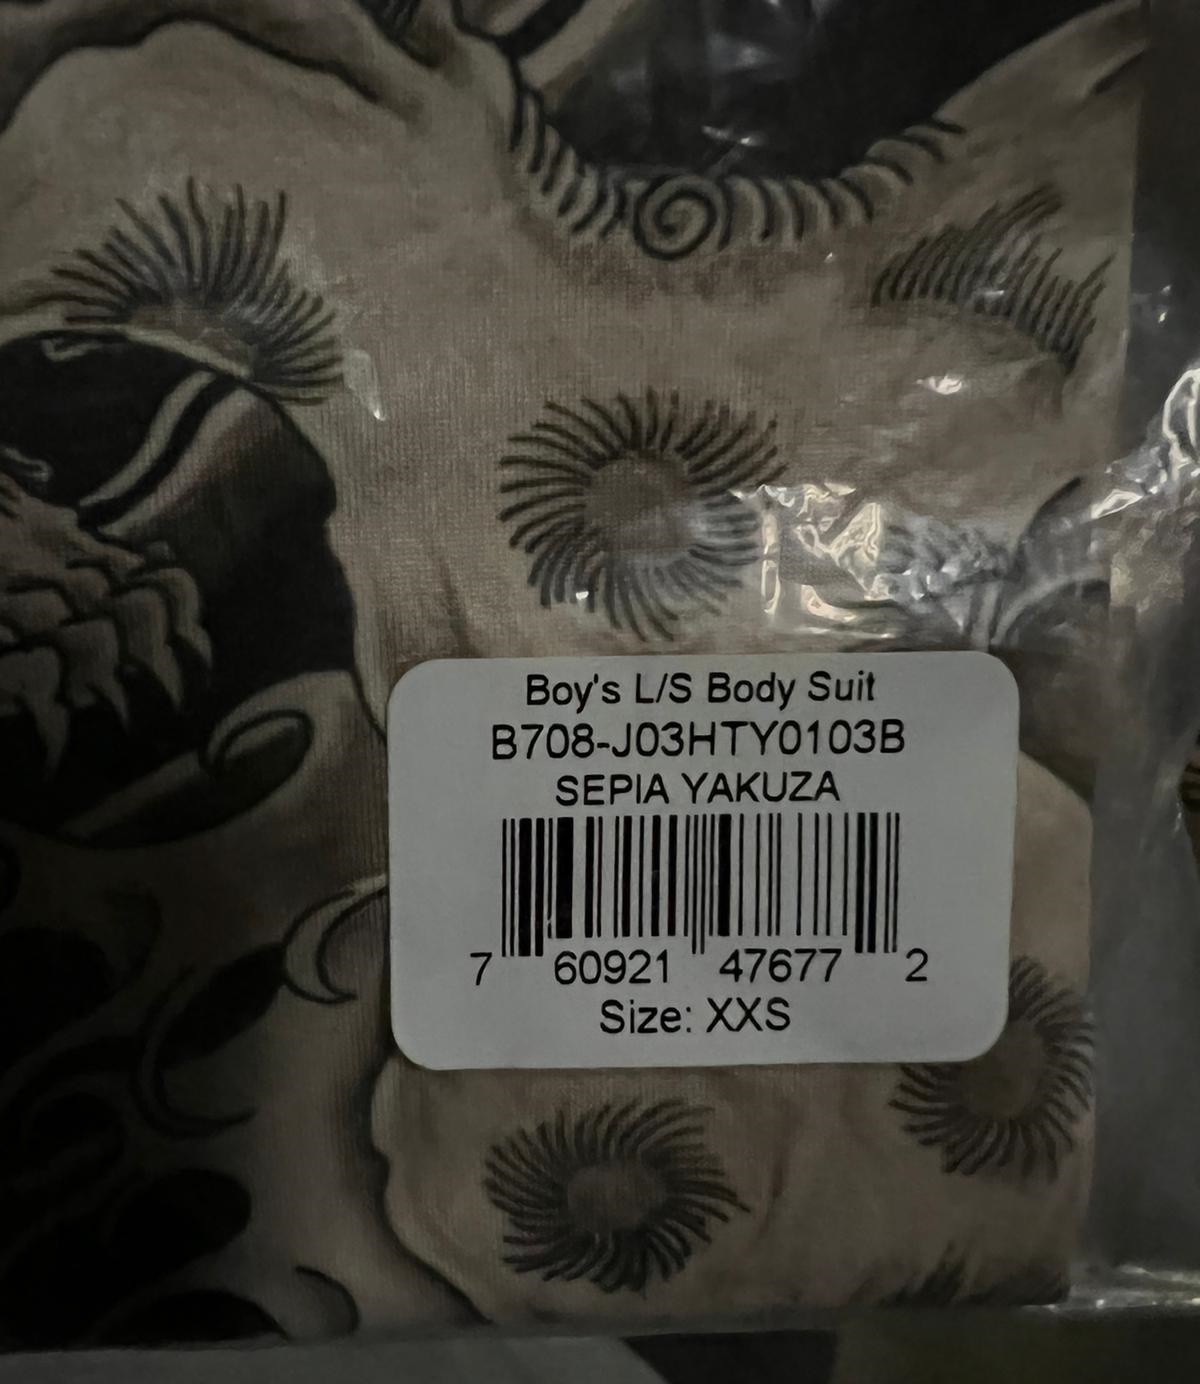 Boy's L/S Body Suit
B708-J03HTY0103B
SEPIA YAKUZA
7 60921 47677 2
Size: XXS